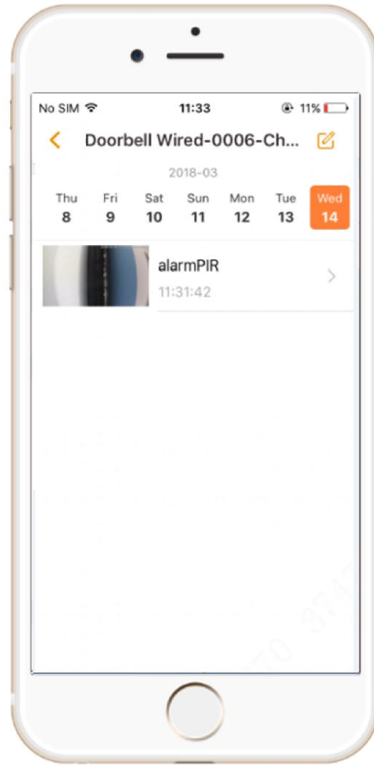 No SIM 11:33 11%
Doorbell Wired-0006-Ch...
2018-03
Thu Fri Sat Sun Mon Tue Wed
8 9 10 11 12 13 14
alarmPIR
11:31:42